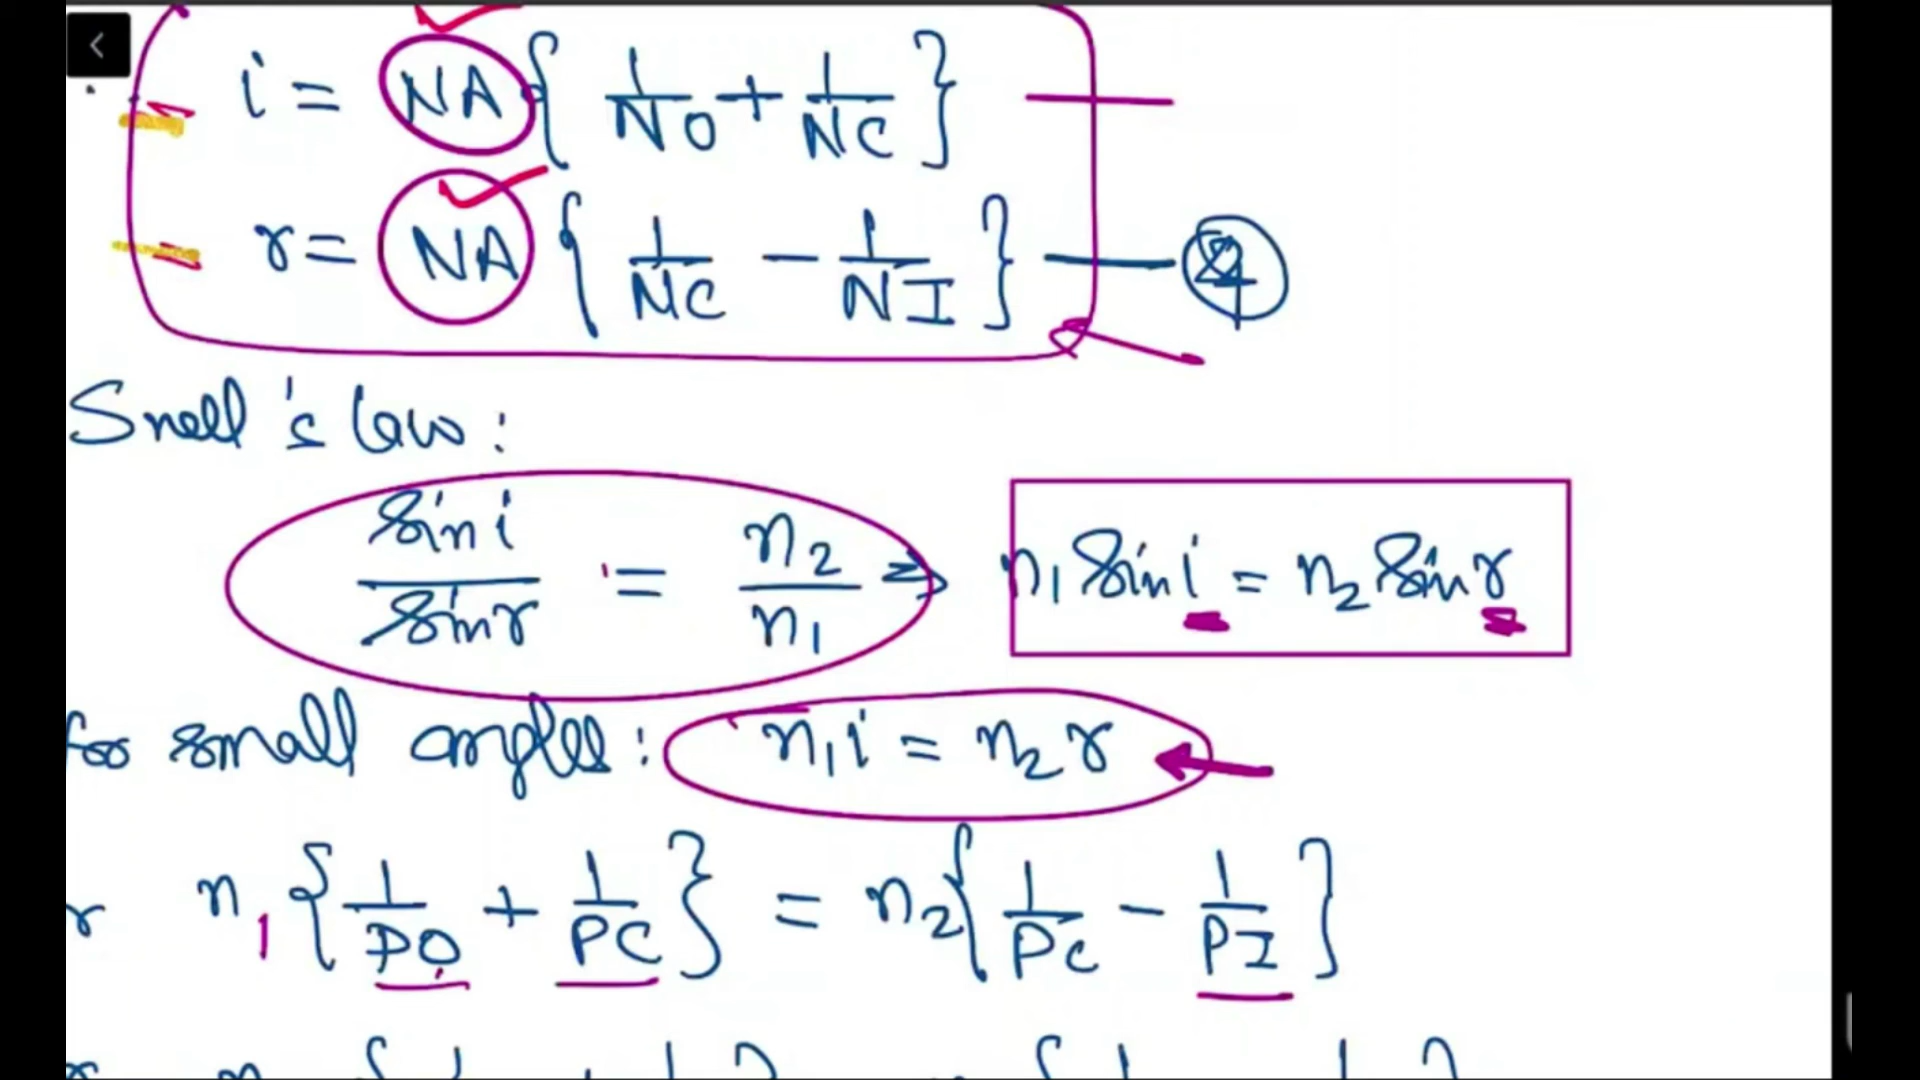 i = NA { 1/NO + 1/NC } —
r = NA { 1/NC − 1/NI } — 4
Snell's law:
sin i / sin r = n2 / n1 ⇒ n1 sin i = n2 sin r
for small angles: n1 i = n2 r
r n1 { 1/PO + 1/PC } = n2 { 1/PC − 1/PI }